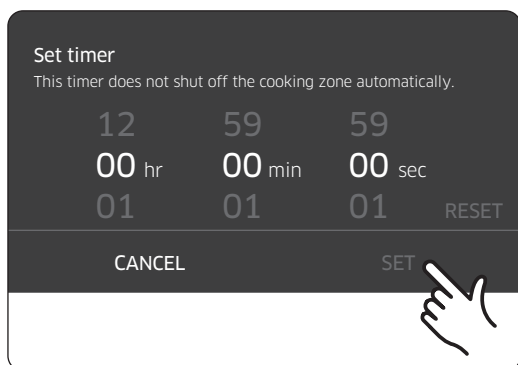 Set timer
This timer does not shut off the cooking zone automatically.
12 59 59
00 hr 00 min 00 sec
01 01 01 RESET
CANCEL SET